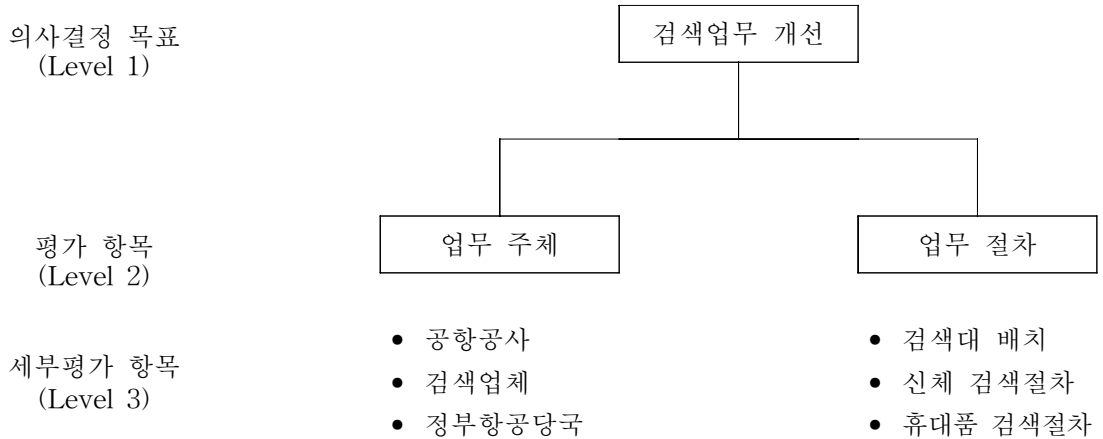 의사결정 목표
(Level 1)
검색업무 개선
평가 항목
(Level 2)
업무 주체
업무 절차
세부평가 항목
(Level 3)
• 공항공사
• 검색업체
• 정부항공당국
• 검색대 배치
• 신체 검색절차
• 휴대품 검색절차